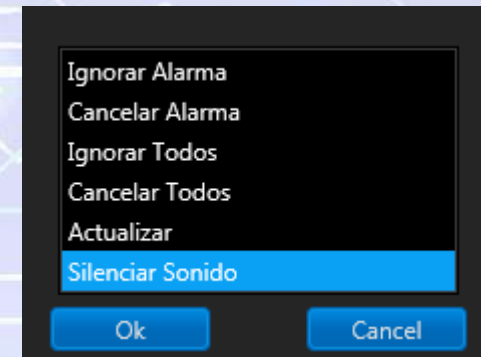 Ignorar Alarma
Cancelar Alarma
Ignorar Todos
Cancelar Todos
Actualizar
Silenciar Sonido
Ok Cancel